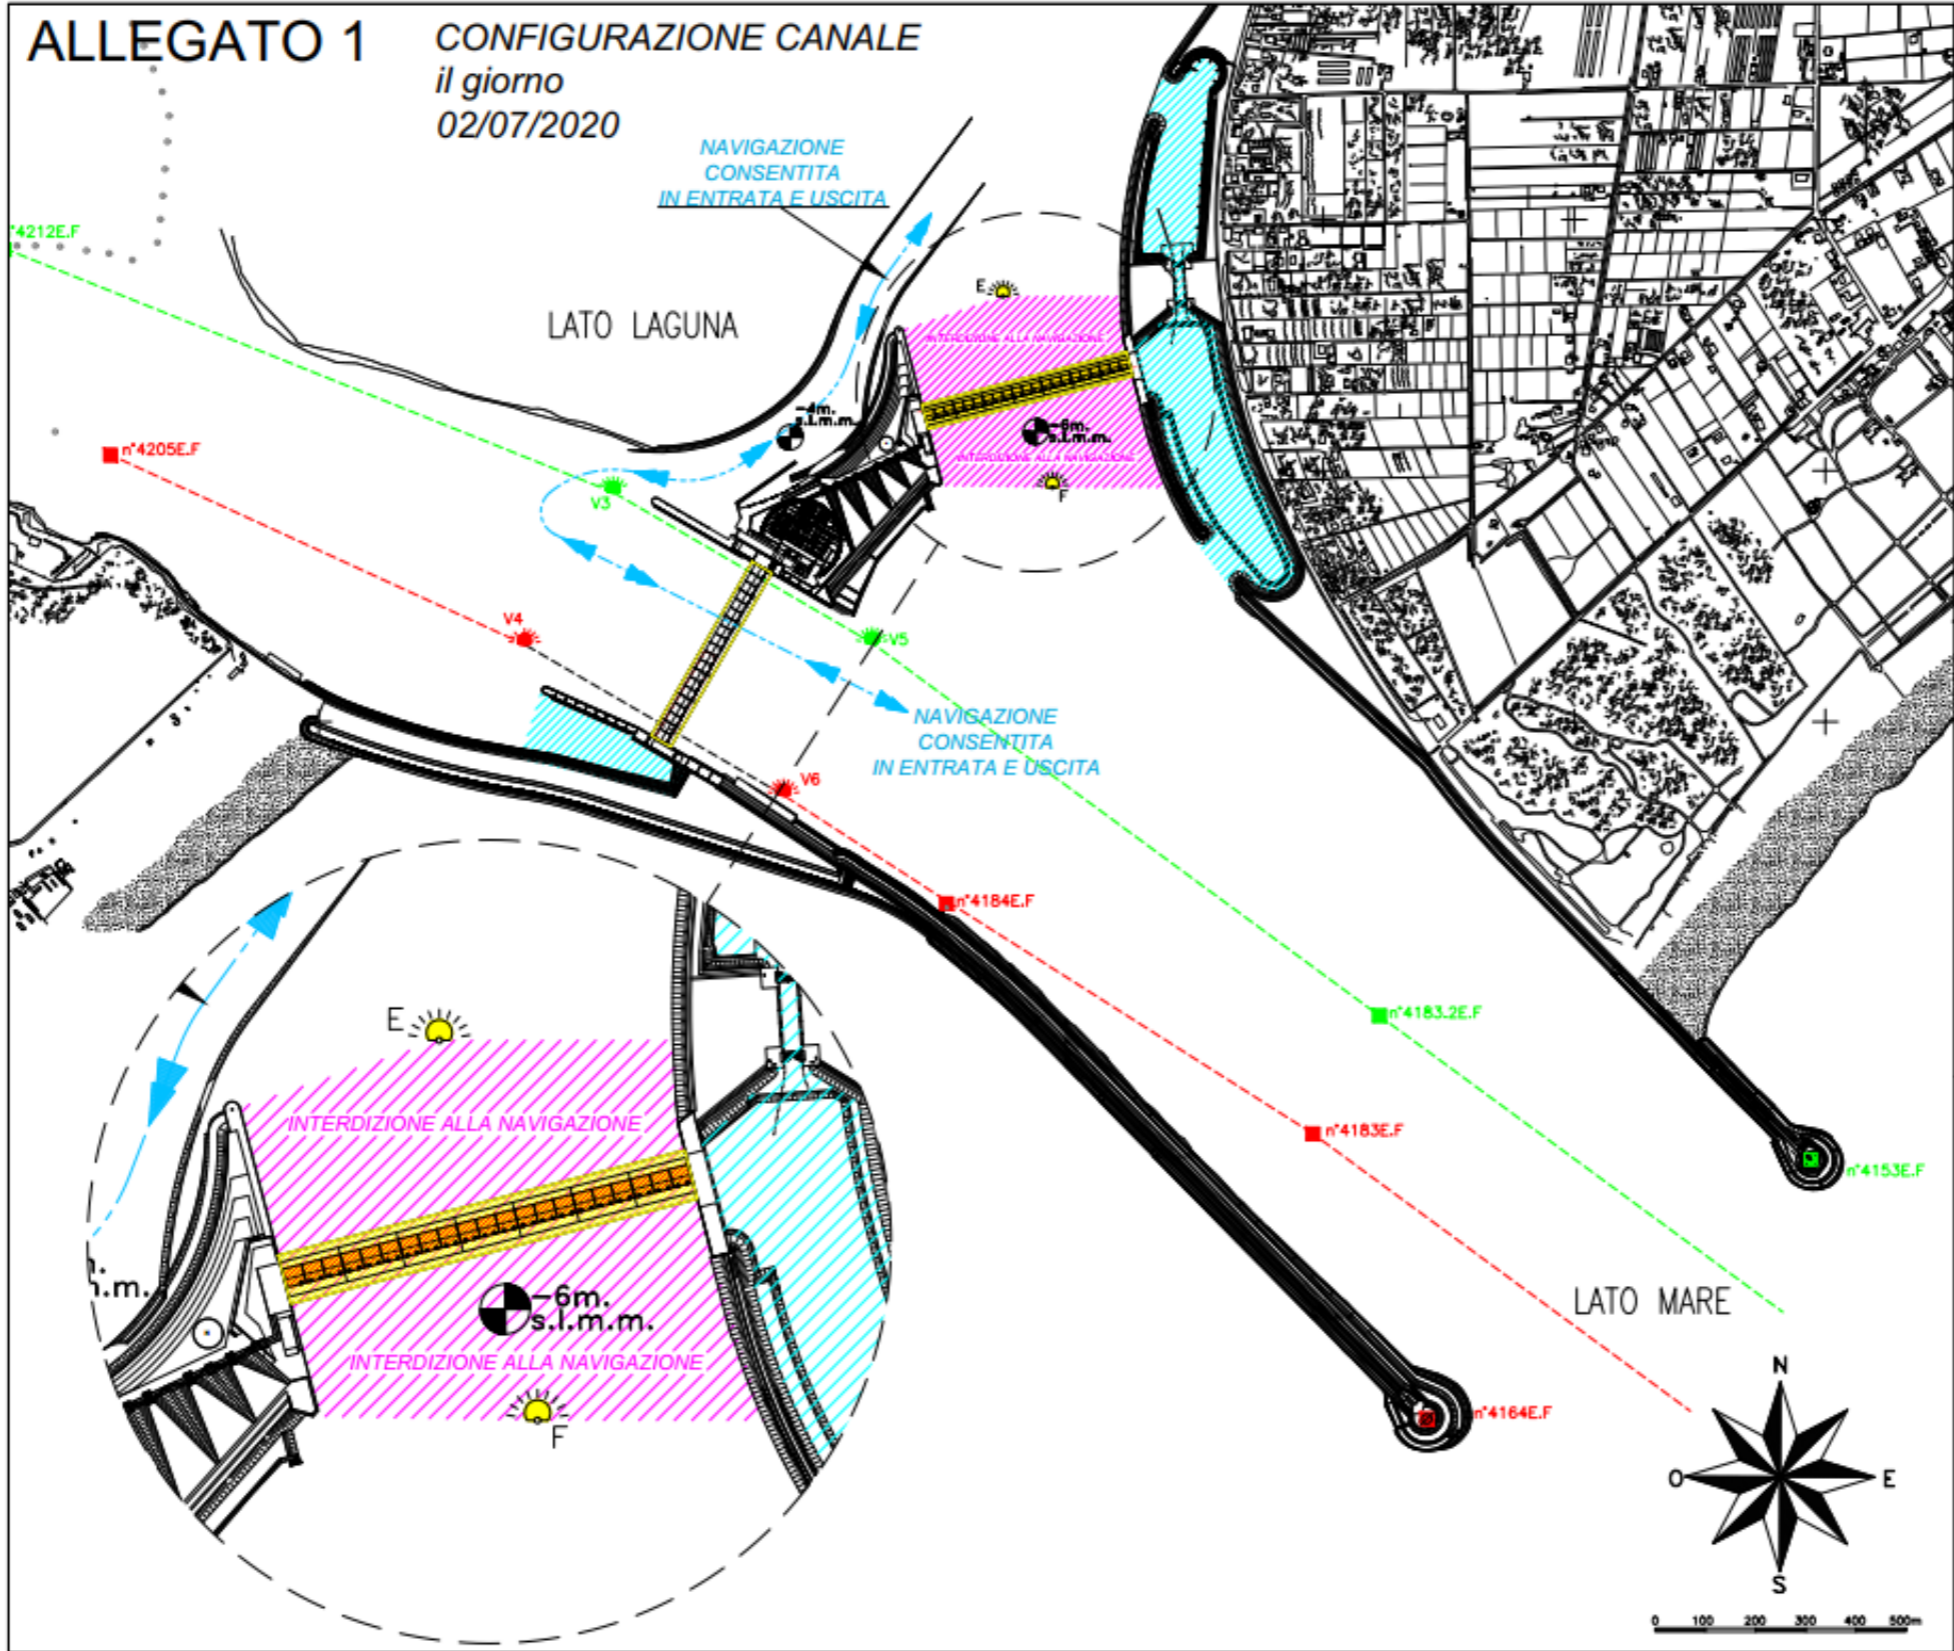 ALLEGATO 1
CONFIGURAZIONE CANALE
il giorno
02/07/2020
NAVIGAZIONE
CONSENTITA
IN ENTRATA E USCITA
°4212E.F
LATO LAGUNA
E
INTERDIZIONE ALLA NAVIGAZIONE
-4m.
s.l.m.m.
-6m.
s.l.m.m.
INTERDIZIONE ALLA NAVIGAZIONE
F
n°4205E.F
V3
V4
V5
NAVIGAZIONE
CONSENTITA
IN ENTRATA E USCITA
V6
n°4184E.F
n°4183.2E.F
n°4183E.F
n°4153E.F
E
INTERDIZIONE ALLA NAVIGAZIONE
.m.
-6m.
s.l.m.m.
INTERDIZIONE ALLA NAVIGAZIONE
F
LATO MARE
n°4164E.F
N
O
E
S
0 100 200 300 400 500m